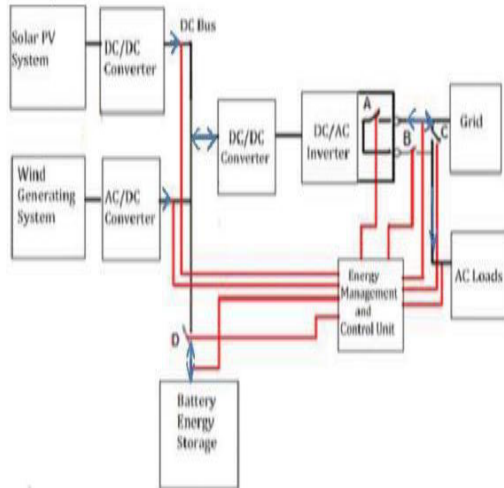 Solar PV
System
DC/DC
Converter
DC Bus
Wind
Generating
System
AC/DC
Converter
DC/DC
Converter
DC/AC
Inverter
A
B
C
Grid
AC Loads
Energy
Management
and
Control Unit
D
Battery
Energy
Storage